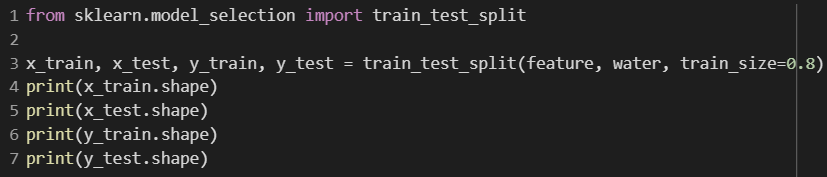 1 from sklearn.model_selection import train_test_split
2
3 x_train, x_test, y_train, y_test = train_test_split(feature, water, train_size=0.8)
4 print(x_train.shape)
5 print(x_test.shape)
6 print(y_train.shape)
7 print(y_test.shape)